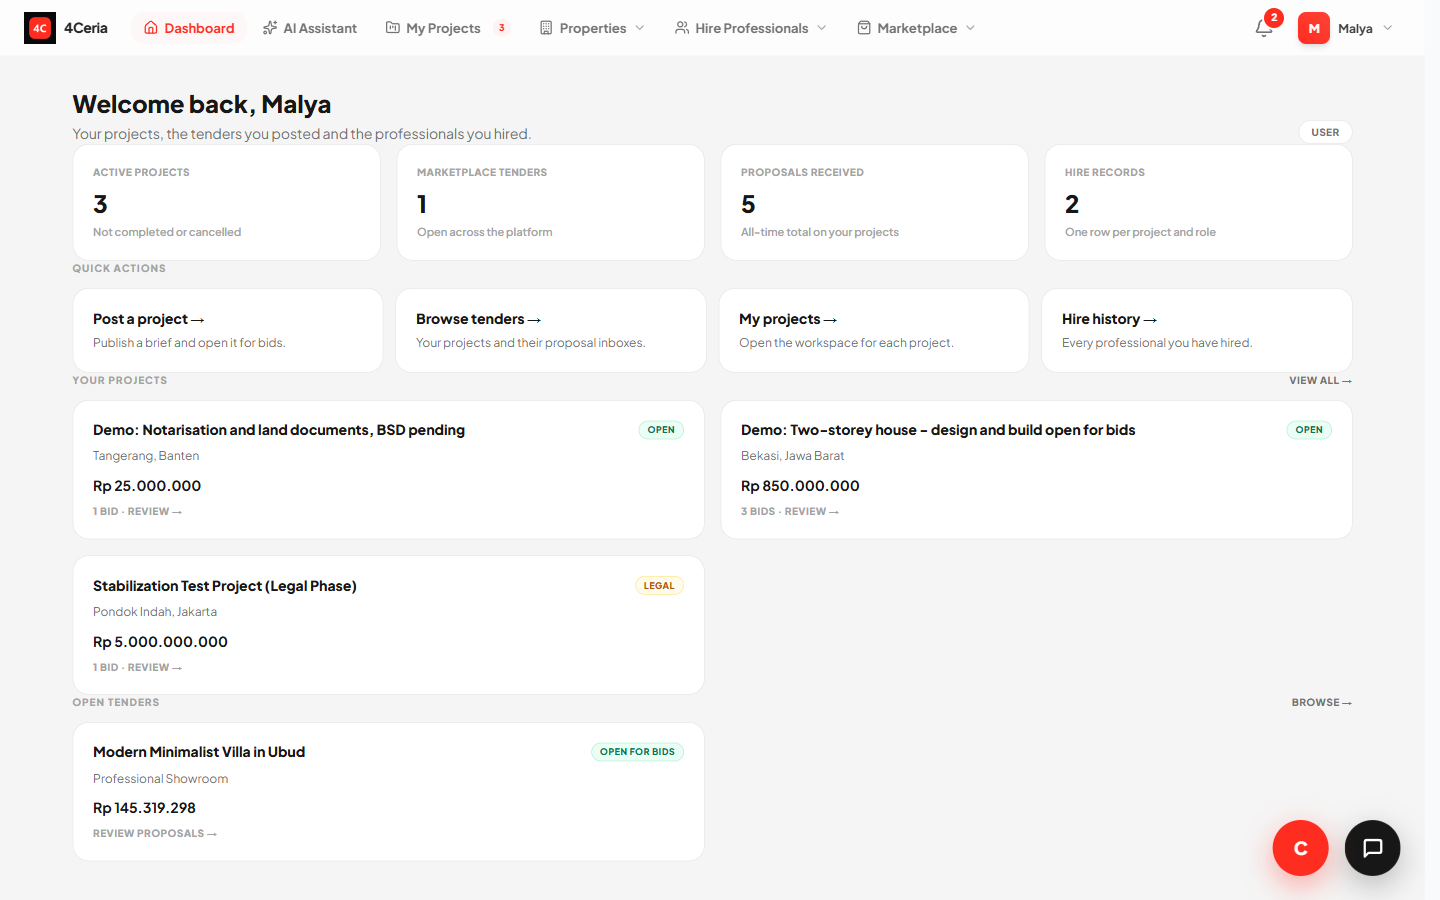 4C 4Ceria Dashboard AI Assistant My Projects 3 Properties Hire Professionals Marketplace 2 M Malya
Welcome back, Malya
Your projects, the tenders you posted and the professionals you hired.
USER
ACTIVE PROJECTS
3
Not completed or cancelled
MARKETPLACE TENDERS
1
Open across the platform
PROPOSALS RECEIVED
5
All-time total on your projects
HIRE RECORDS
2
One row per project and role
QUICK ACTIONS
Post a project →
Publish a brief and open it for bids.
Browse tenders →
Your projects and their proposal inboxes.
My projects →
Open the workspace for each project.
Hire history →
Every professional you have hired.
YOUR PROJECTS
VIEW ALL →
Demo: Notarisation and land documents, BSD pending
OPEN
Tangerang, Banten
Rp 25.000.000
1 BID · REVIEW →
Demo: Two-storey house – design and build open for bids
OPEN
Bekasi, Jawa Barat
Rp 850.000.000
3 BIDS · REVIEW →
Stabilization Test Project (Legal Phase)
LEGAL
Pondok Indah, Jakarta
Rp 5.000.000.000
1 BID · REVIEW →
OPEN TENDERS
BROWSE →
Modern Minimalist Villa in Ubud
OPEN FOR BIDS
Professional Showroom
Rp 145.319.298
REVIEW PROPOSALS →
C